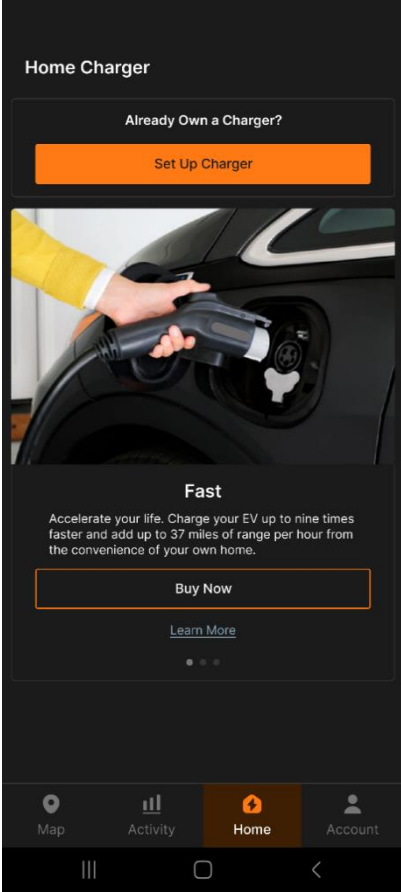 Home Charger
Already Own a Charger?
Set Up Charger
Fast
Accelerate your life. Charge your EV up to nine times
faster and add up to 37 miles of range per hour from
the convenience of your own home.
Buy Now
Learn More
Map
Activity
Home
Account